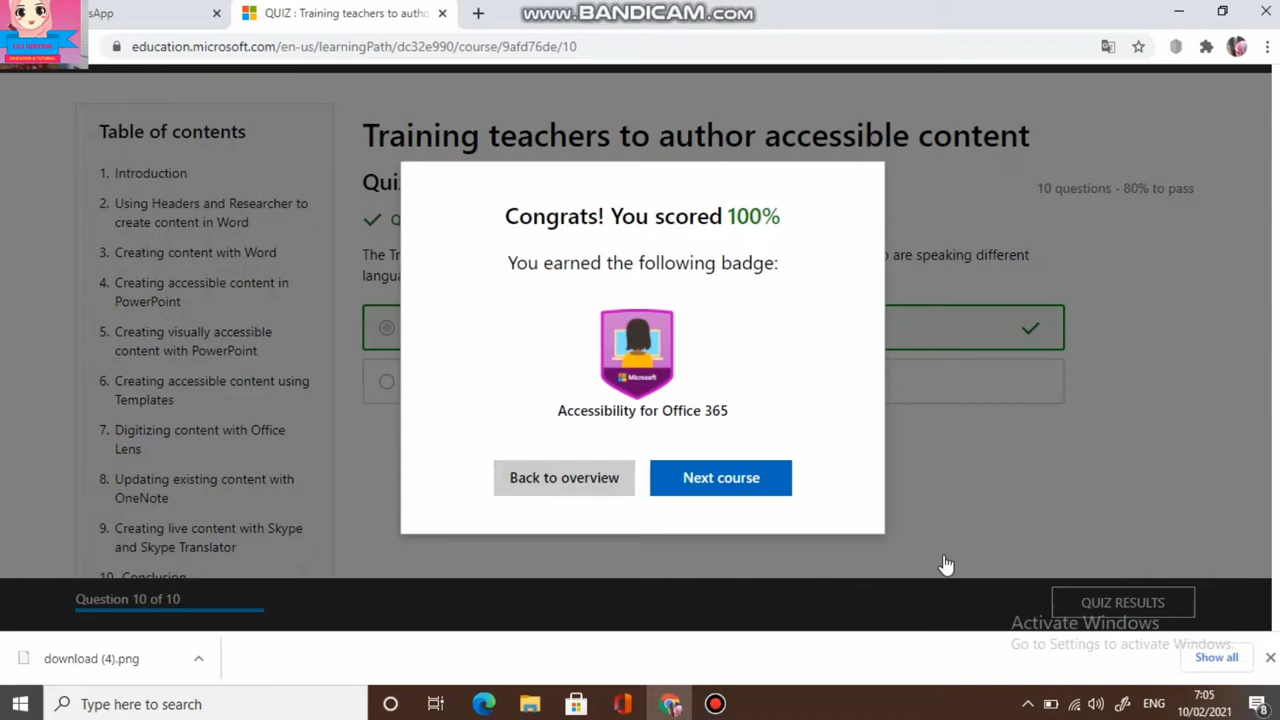 sApp
QUIZ : Training teachers to autho
www.BANDICAM.com
education.microsoft.com/en-us/learningPath/dc32e990/course/9afd76de/10
EDUCATION & TUTORIAL
Table of contents
1. Introduction
2. Using Headers and Researcher to
create content in Word
3. Creating content with Word
4. Creating accessible content in
PowerPoint
5. Creating visually accessible
content with PowerPoint
6. Creating accessible content using
Templates
7. Digitizing content with Office
Lens
8. Updating existing content with
OneNote
9. Creating live content with Skype
and Skype Translator
10. Conclusion
Training teachers to author accessible content
Qui
10 questions - 80% to pass
Q
The Tr
o are speaking different
langua
Congrats! You scored 100%
You earned the following badge:
Microsoft
Accessibility for Office 365
Back to overview
Next course
Question 10 of 10
QUIZ RESULTS
Activate Windows
Go to Settings to activate Windows.
download (4).png
Show all
Type here to search
ENG
7:05
10/02/2021
8